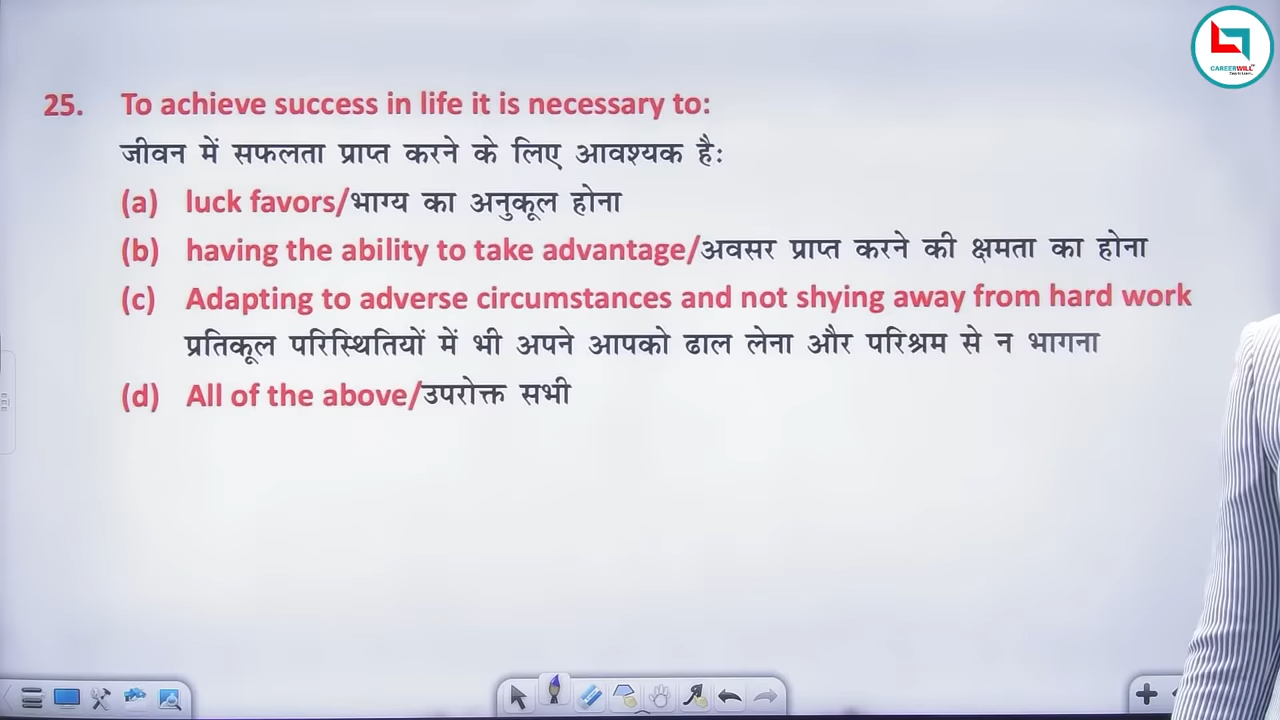 CAREERWILL
25. To achieve success in life it is necessary to:
जीवन में सफलता प्राप्त करने के लिए आवश्यक है:
(a) luck favors/भाग्य का अनुकूल होना
(b) having the ability to take advantage/अवसर प्राप्त करने की क्षमता का होना
(c) Adapting to adverse circumstances and not shying away from hard work
प्रतिकूल परिस्थितियों में भी अपने आपको ढाल लेना और परिश्रम से न भागना
(d) All of the above/उपरोक्त सभी